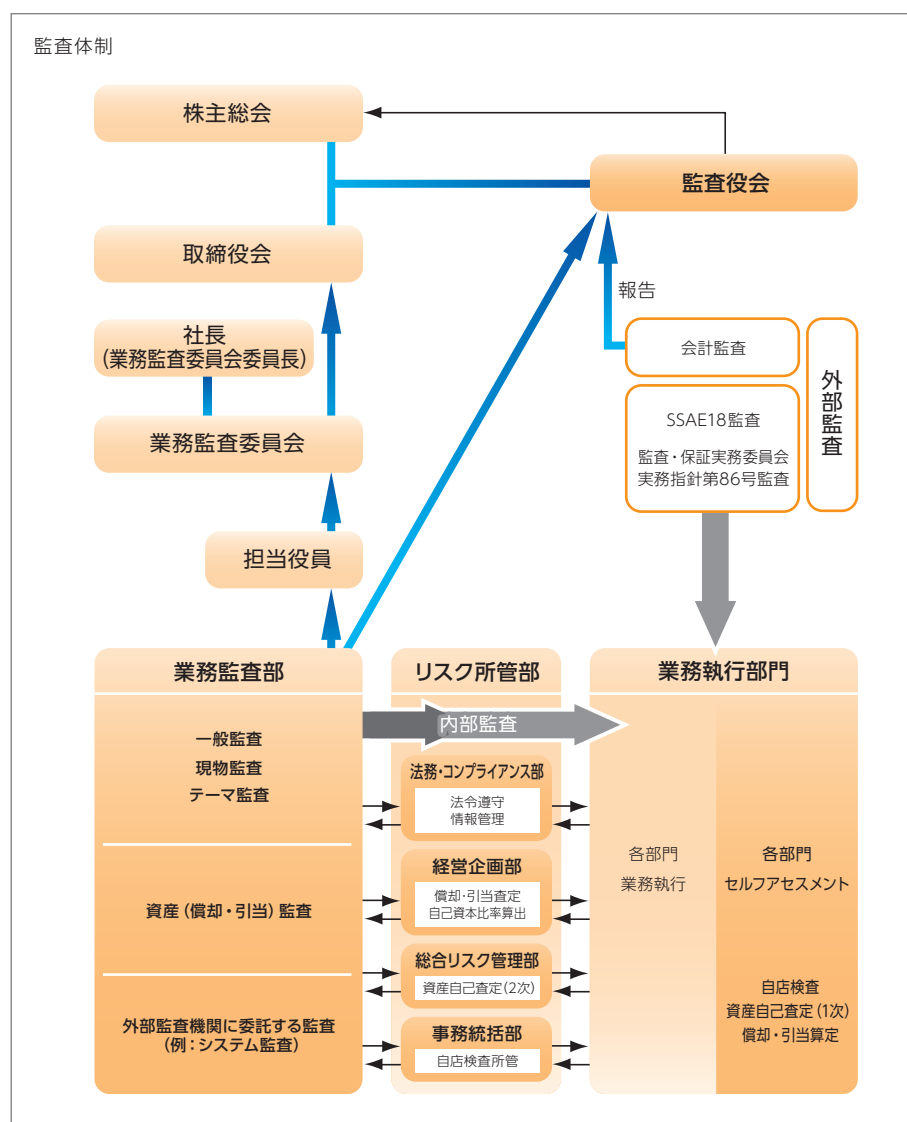 監査体制
株主総会
監査役会
取締役会
報告
社長
(業務監査委員会委員長)
会計監査
外部監査
業務監査委員会
SSAE18監査
監査・保証実務委員会
実務指針第86号監査
担当役員
業務監査部
リスク所管部
業務執行部門
内部監査
一般監査
現物監査
テーマ監査
法務・コンプライアンス部
法令遵守
情報管理
各部門
業務執行
各部門
セルフアセスメント
経営企画部
償却・引当査定
自己資本比率算出
資産(償却・引当)監査
総合リスク管理部
資産自己査定(2次)
自店検査
資産自己査定(1次)
償却・引当算定
外部監査機関に委託する監査
(例:システム監査)
事務統括部
自店検査所管